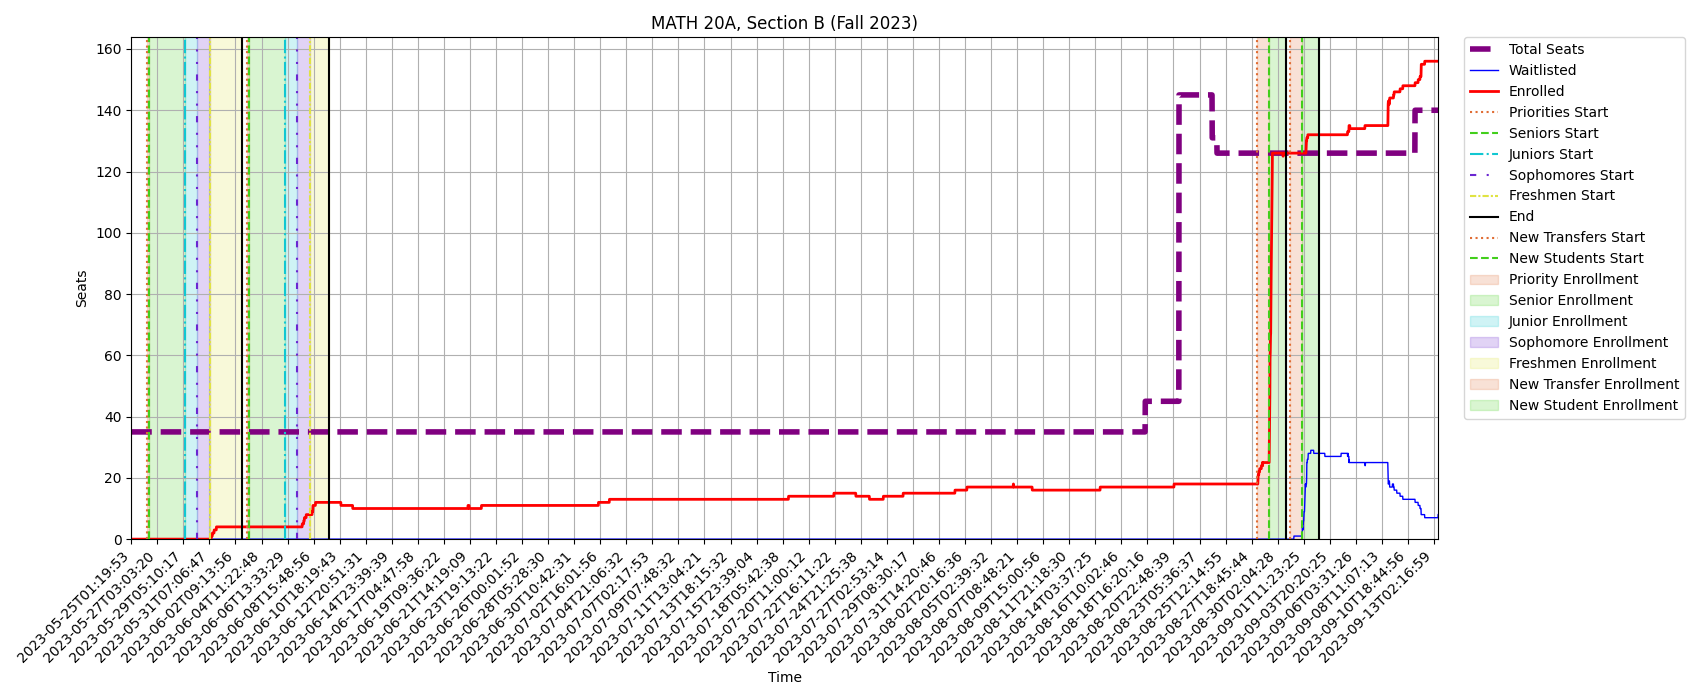 MATH 20A, Section B (Fall 2023)
160
140
120
100
80
60
40
20
0
Seats
2023-05-25T01:19:53
2023-05-27T03:03:20
2023-05-29T05:10:17
2023-05-31T07:06:47
2023-06-02T09:13:56
2023-06-04T11:22:48
2023-06-06T13:33:29
2023-06-08T15:48:56
2023-06-10T18:19:43
2023-06-12T20:51:31
2023-06-14T23:39:39
2023-06-17T04:47:58
2023-06-19T09:36:22
2023-06-21T14:19:09
2023-06-23T19:13:22
2023-06-26T00:01:52
2023-06-28T05:28:30
2023-06-30T10:42:31
2023-07-02T16:01:56
2023-07-04T21:06:32
2023-07-07T02:17:53
2023-07-09T07:48:32
2023-07-11T13:04:21
2023-07-13T18:15:32
2023-07-15T23:39:04
2023-07-18T05:42:38
2023-07-20T11:00:12
2023-07-22T16:11:22
2023-07-24T21:25:38
2023-07-27T02:53:14
2023-07-29T08:30:17
2023-07-31T14:20:46
2023-08-02T20:16:36
2023-08-05T02:39:32
2023-08-07T08:48:21
2023-08-09T15:00:56
2023-08-11T21:18:30
2023-08-14T03:37:25
2023-08-16T10:02:46
2023-08-18T16:20:16
2023-08-20T22:48:39
2023-08-23T05:36:37
2023-08-25T12:14:55
2023-08-27T18:45:44
2023-08-30T02:04:28
2023-09-01T11:23:25
2023-09-03T20:20:25
2023-09-06T03:31:26
2023-09-08T11:07:13
2023-09-10T18:44:56
2023-09-13T02:16:59
Time
Total Seats
Waitlisted
Enrolled
Priorities Start
Seniors Start
Juniors Start
Sophomores Start
Freshmen Start
End
New Transfers Start
New Students Start
Priority Enrollment
Senior Enrollment
Junior Enrollment
Sophomore Enrollment
Freshmen Enrollment
New Transfer Enrollment
New Student Enrollment